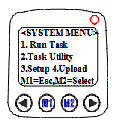 <SYSTEM MENU>
1. Run Task
2.Task Utility
3.Setup 4.Upload
M1=Esc,M2=Select
M1 M2